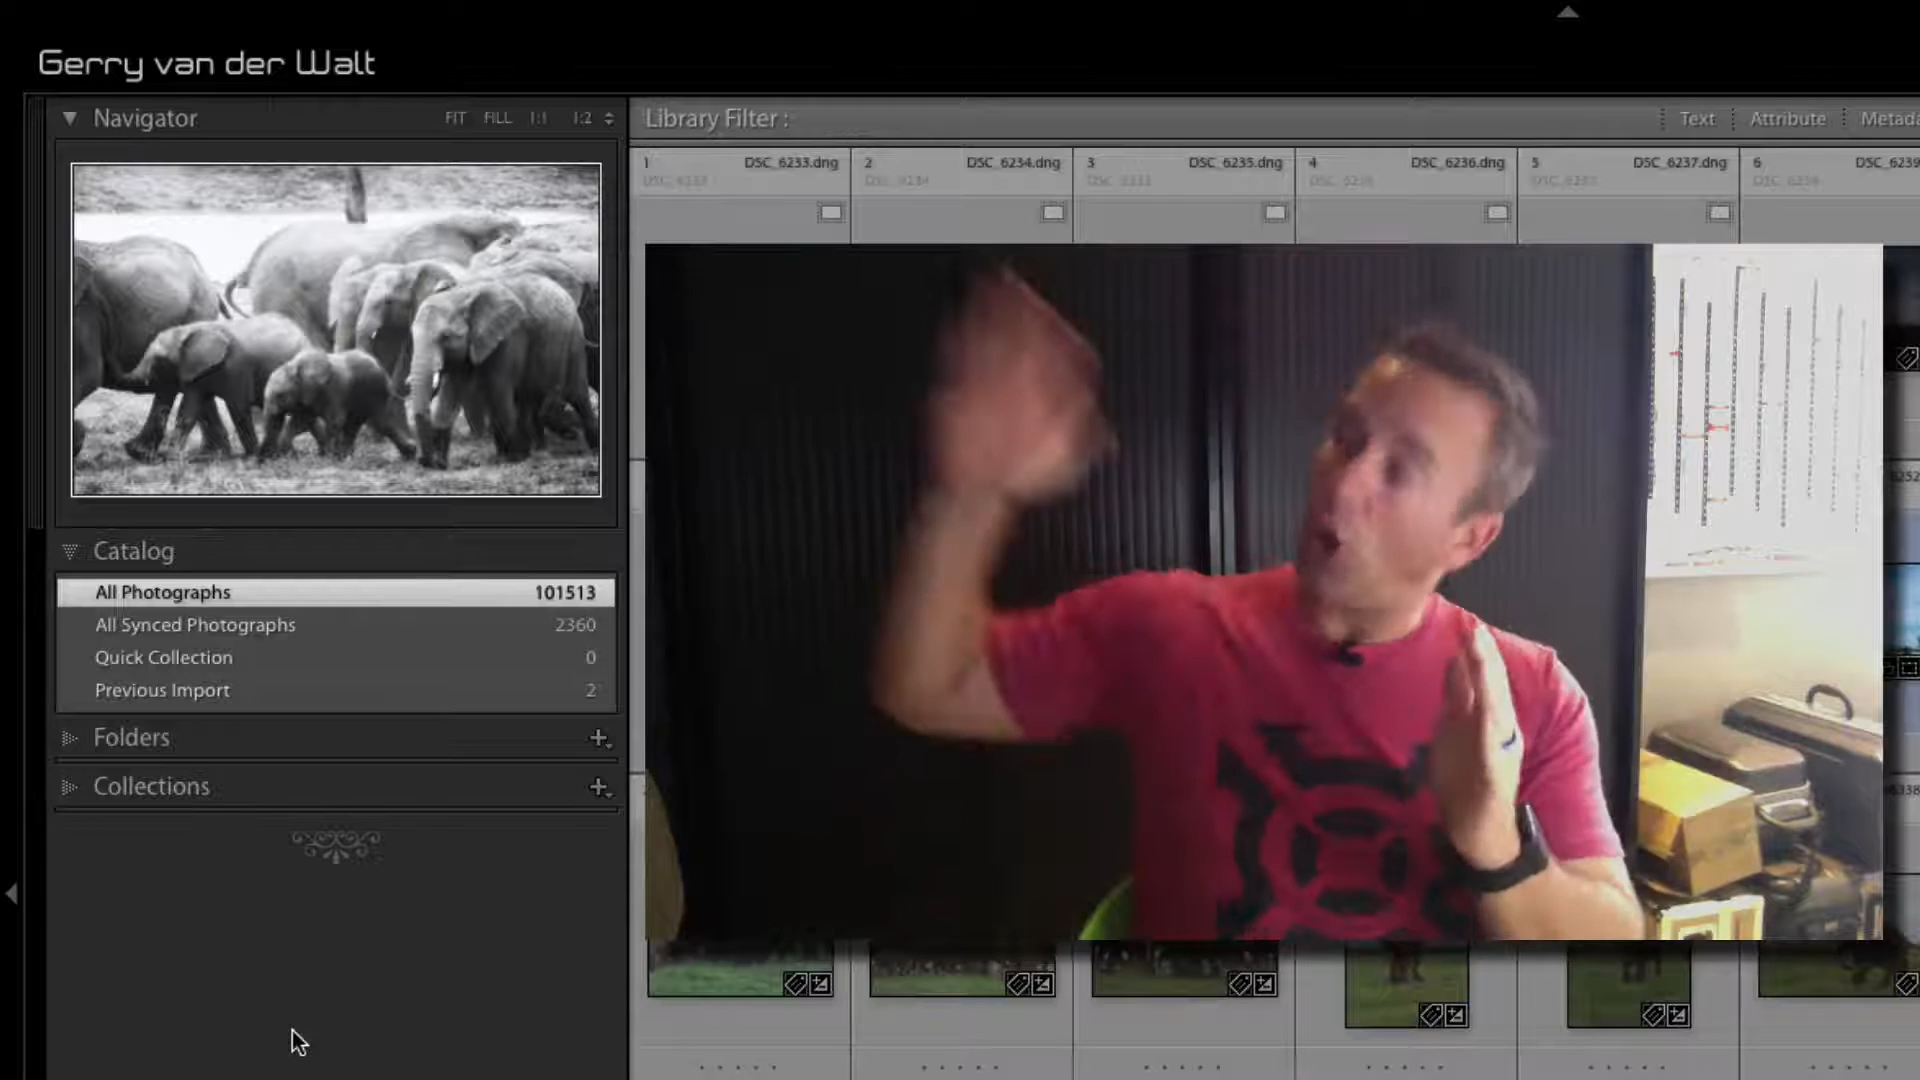 Gerry van der Walt
Navigator FIT FILL 1:1 1:2
Library Filter : Text Attribute Metada
1 DSC_6233.dng 2 DSC_6234.dng 3 DSC_6235.dng 4 DSC_6236.dng 5 DSC_6237.dng 6 DSC_6239
Catalog
All Photographs 101513
All Synced Photographs 2360
Quick Collection 0
Previous Import 2
Folders
Collections